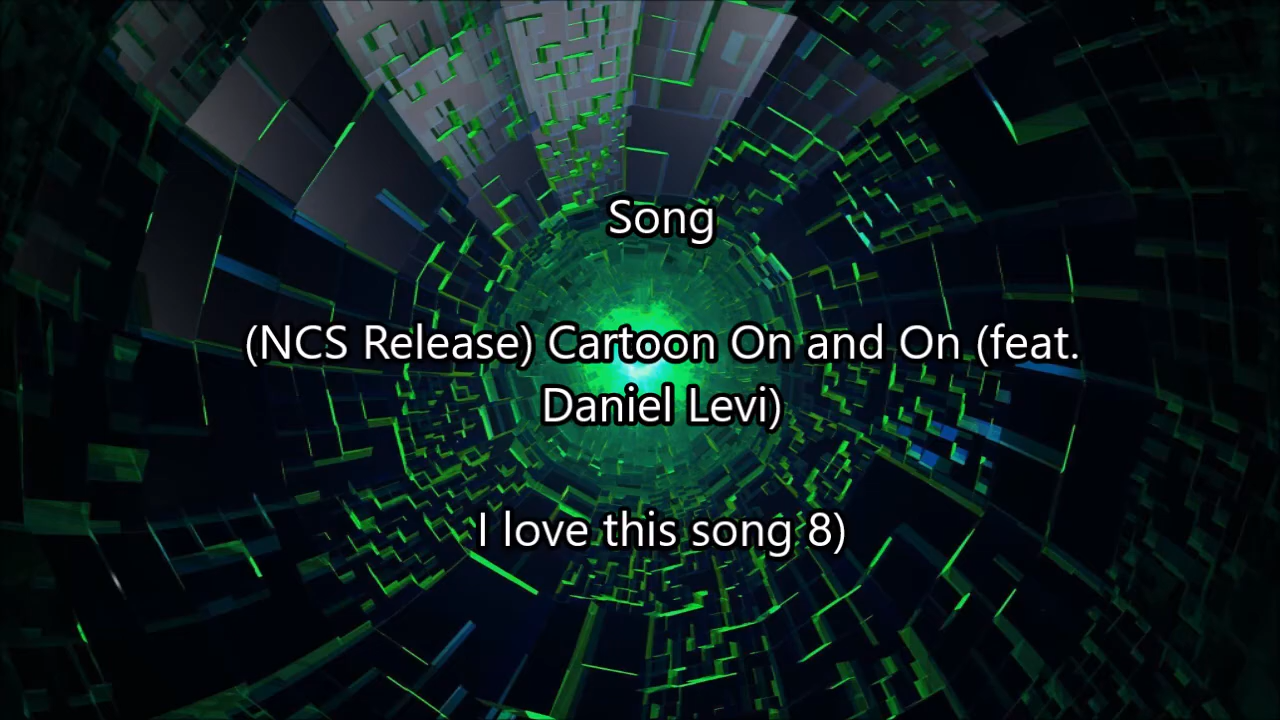 Song
(NCS Release) Cartoon On and On (feat.
Daniel Levi)
I love this song 8)